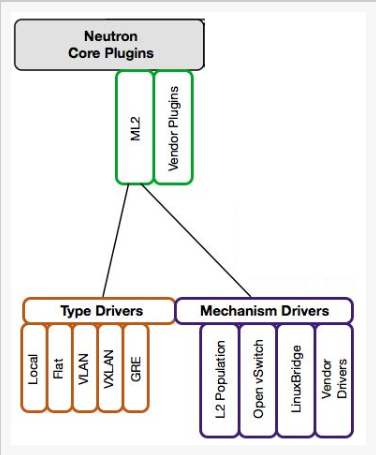 Neutron
Core Plugins
ML2
Vendor Plugins
Type Drivers
Mechanism Drivers
Local
Flat
VLAN
VXLAN
GRE
L2 Population
Open vSwitch
LinuxBridge
Vendor
Drivers